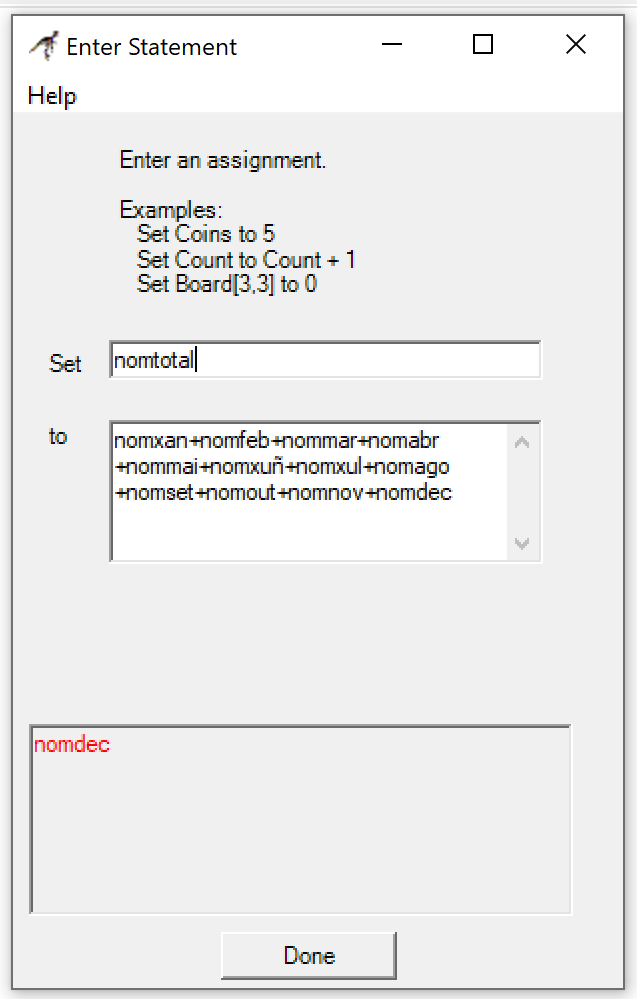 Enter Statement
Help
Enter an assignment.
Examples:
Set Coins to 5
Set Count to Count + 1
Set Board[3,3] to 0
Set nomtotal
to nomxan+nomfeb+nommar+nomabr
+nommai+nomxuñ+nomxul+nomago
+nomset+nomout+nomnov+nomdec
nomdec
Done